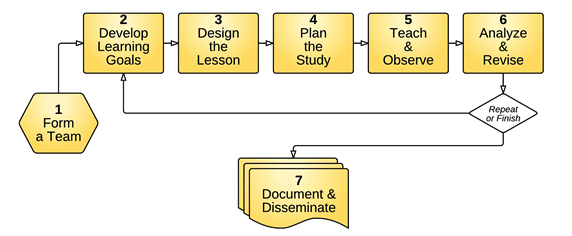 1
Form
a Team
2
Develop
Learning
Goals
3
Design
the
Lesson
4
Plan
the
Study
5
Teach
&
Observe
6
Analyze
&
Revise
Repeat
or Finish
7
Document &
Disseminate